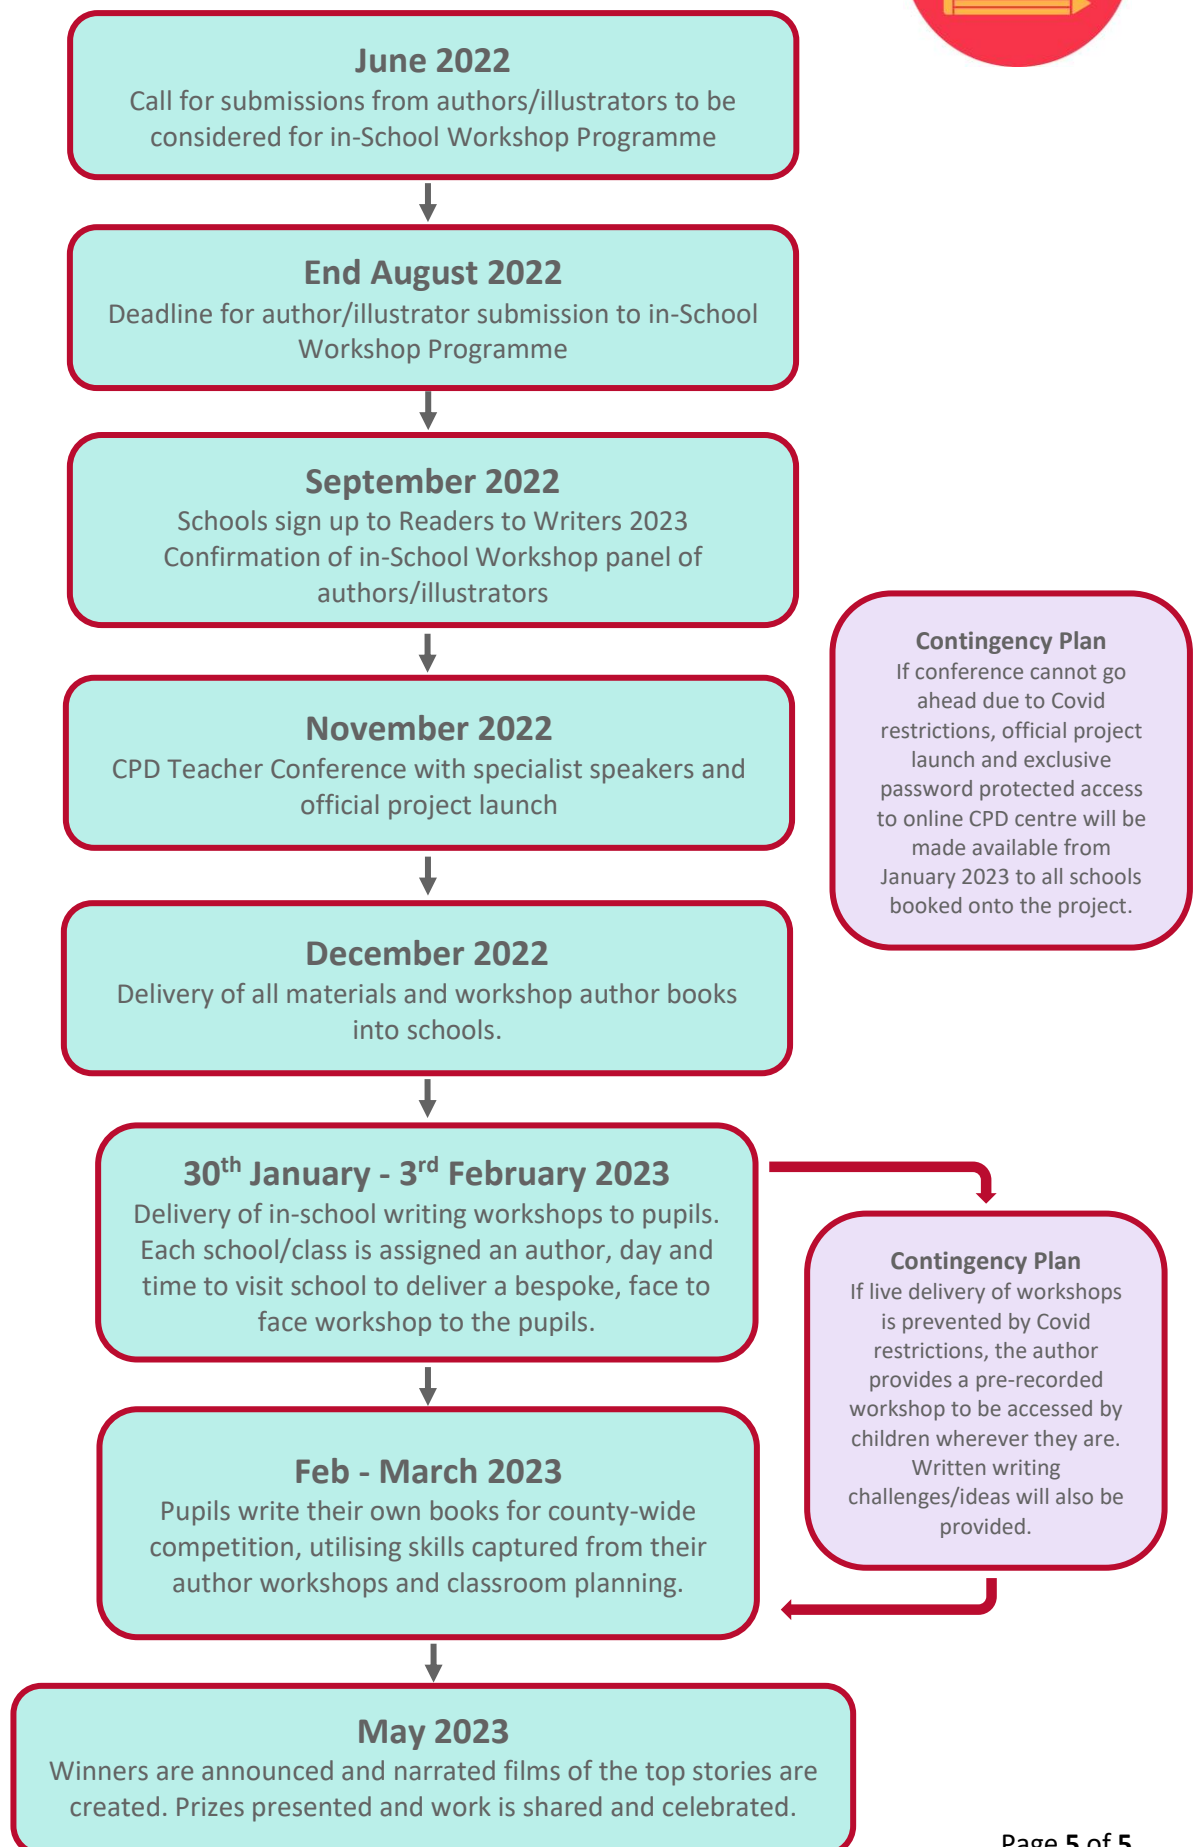 June 2022
Call for submissions from authors/illustrators to be
considered for in-School Workshop Programme
End August 2022
Deadline for author/illustrator submission to in-School
Workshop Programme
September 2022
Schools sign up to Readers to Writers 2023
Confirmation of in-School Workshop panel of
authors/illustrators
November 2022
CPD Teacher Conference with specialist speakers and
official project launch
Contingency Plan
If conference cannot go
ahead due to Covid
restrictions, official project
launch and exclusive
password protected access
to online CPD centre will be
made available from
January 2023 to all schools
booked onto the project.
December 2022
Delivery of all materials and workshop author books
into schools.
30th January - 3rd February 2023
Delivery of in-school writing workshops to pupils.
Each school/class is assigned an author, day and
time to visit school to deliver a bespoke, face to
face workshop to the pupils.
Contingency Plan
If live delivery of workshops
is prevented by Covid
restrictions, the author
provides a pre-recorded
workshop to be accessed by
children wherever they are.
Written writing
challenges/ideas will also be
provided.
Feb - March 2023
Pupils write their own books for county-wide
competition, utilising skills captured from their
author workshops and classroom planning.
May 2023
Winners are announced and narrated films of the top stories are
created. Prizes presented and work is shared and celebrated.
Page 5 of 5